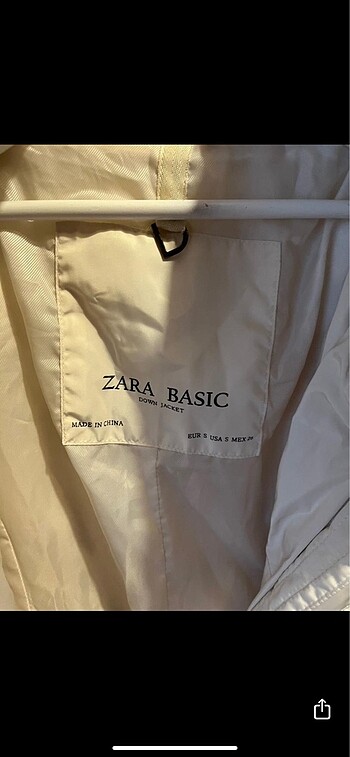 ZARA BASIC
DOWN JACKET
MADE IN CHINA
EUR S USA S MEX 26